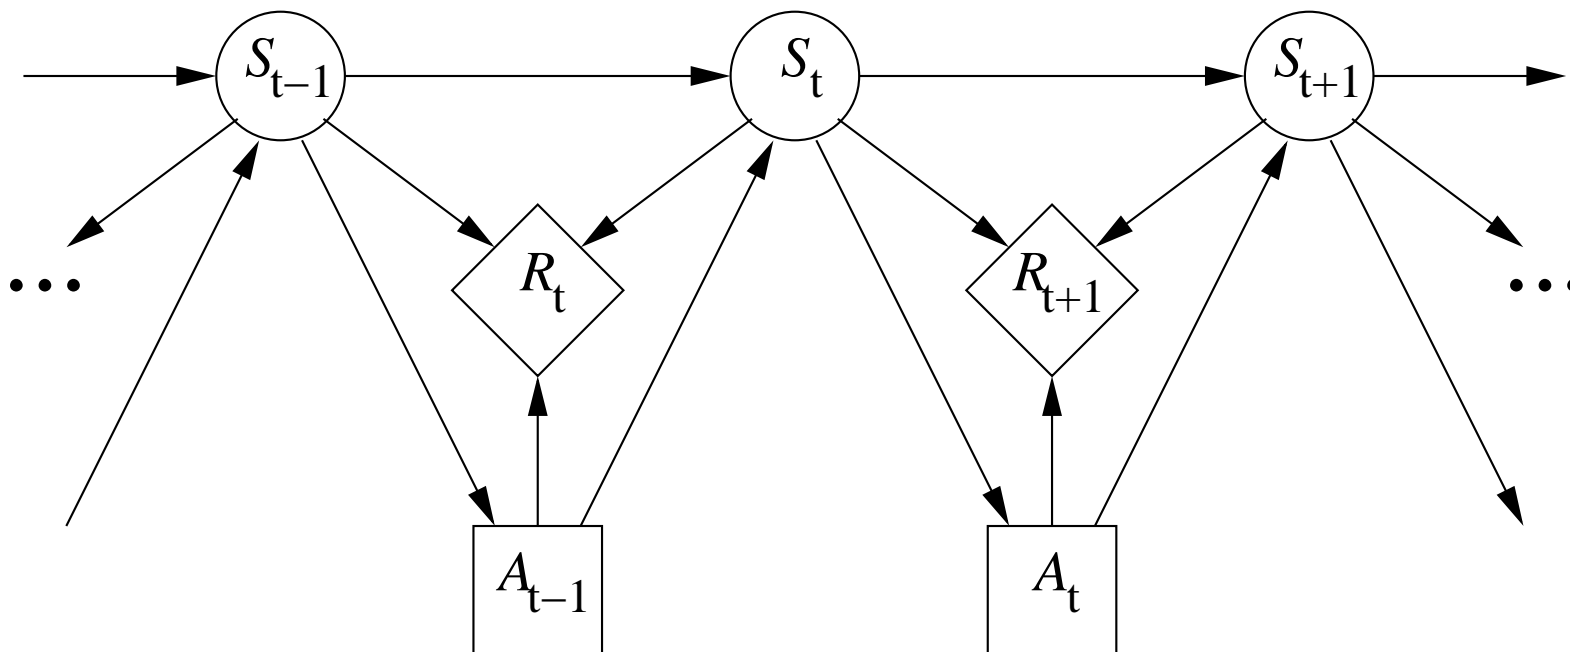 S_{t−1} S_t S_{t+1}
... R_t R_{t+1} ...
A_{t−1} A_t